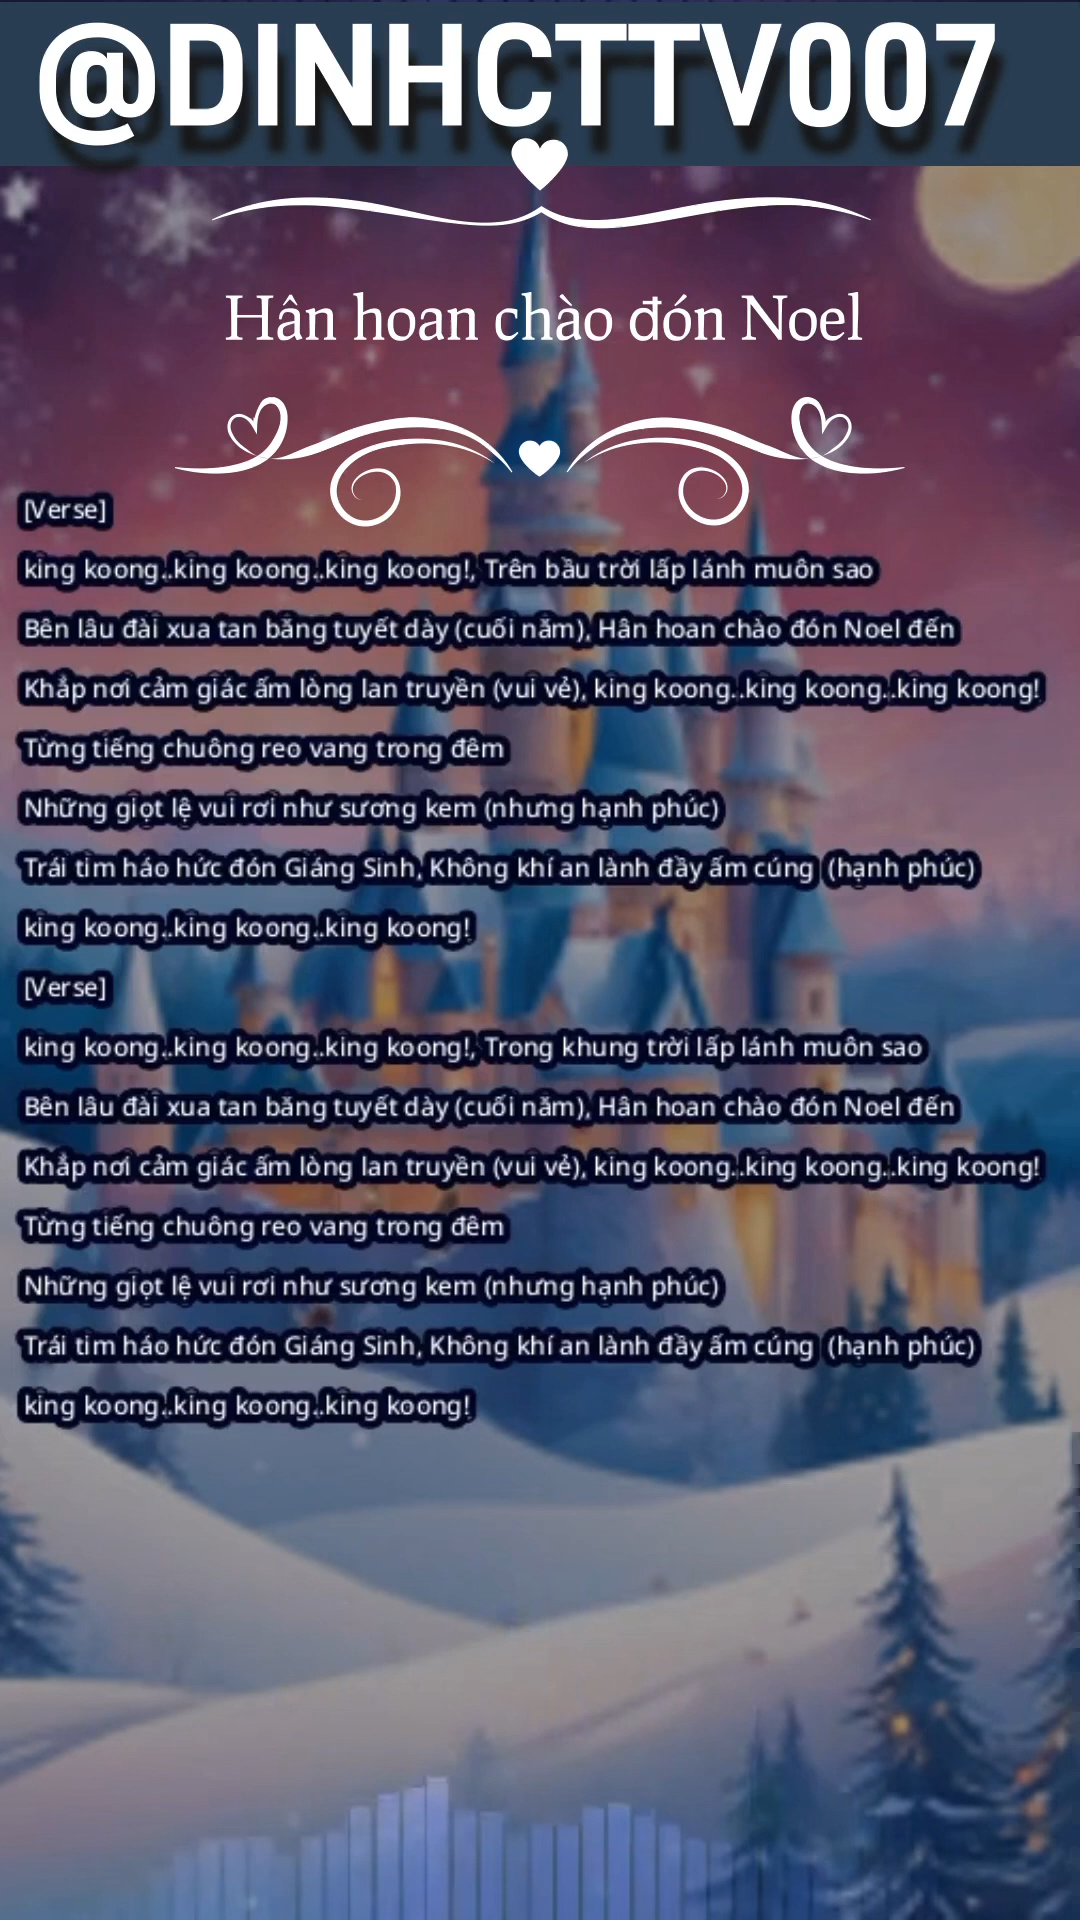 @DINHCTTV007
Hân hoan chào đón Noel
[Verse]
king koong..king koong..king koong!, Trên bầu trời lấp lánh muôn sao
Bên lâu đài xua tan băng tuyết dày (cuối năm), Hân hoan chào đón Noel đến
Khắp nơi cảm giác ấm lòng lan truyền (vui vẻ), king koong..king koong..king koong!
Từng tiếng chuông reo vang trong đêm
Những giọt lệ vui rơi như sương kem (nhưng hạnh phúc)
Trái tim háo hức đón Giáng Sinh, Không khí an lành đầy ấm cúng (hạnh phúc)
king koong..king koong..king koong!
[Verse]
king koong..king koong..king koong!, Trong khung trời lấp lánh muôn sao
Bên lâu đài xua tan băng tuyết dày (cuối năm), Hân hoan chào đón Noel đến
Khắp nơi cảm giác ấm lòng lan truyền (vui vẻ), king koong..king koong..king koong!
Từng tiếng chuông reo vang trong đêm
Những giọt lệ vui rơi như sương kem (nhưng hạnh phúc)
Trái tim háo hức đón Giáng Sinh, Không khí an lành đầy ấm cúng (hạnh phúc)
king koong..king koong..king koong!